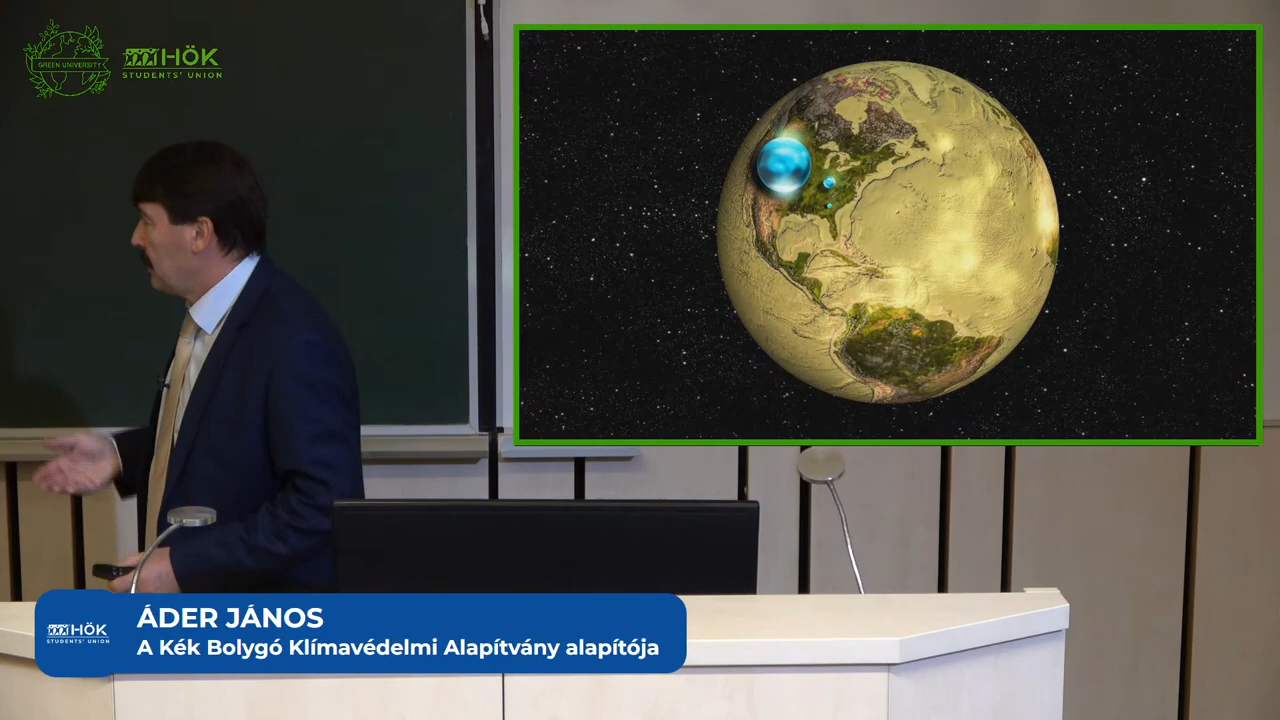 GREEN UNIVERSITY
HÖK
STUDENTS' UNION
HÖK
STUDENTS' UNION
ÁDER JÁNOS
A Kék Bolygó Klímavédelmi Alapítvány alapítója